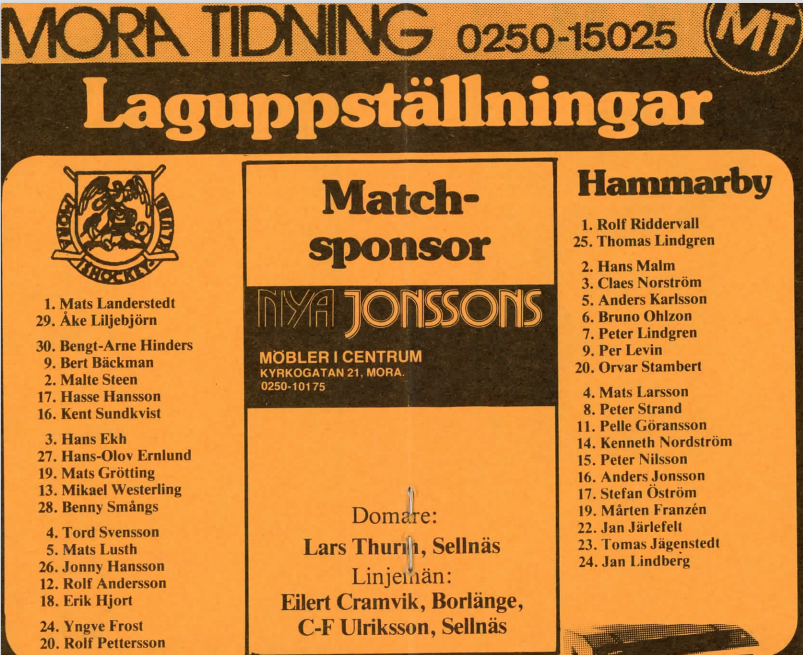 MORA TIDNING 0250-15025 MT
Laguppställningar
MORA
ISHOCKEY
1. Mats Landerstedt
29. Åke Liljebjörn
30. Bengt-Arne Hinders
9. Bert Bäckman
2. Malte Steen
17. Hasse Hansson
16. Kent Sundkvist
3. Hans Ekh
27. Hans-Olov Ernlund
19. Mats Grötting
13. Mikael Westerling
28. Benny Smångs
4. Tord Svensson
5. Mats Lusth
26. Jonny Hansson
12. Rolf Andersson
18. Erik Hjort
24. Yngve Frost
20. Rolf Pettersson
Match-
sponsor
NYA JONSSONS
MÖBLER I CENTRUM
KYRKOGATAN 21, MORA.
0250-10175
Domare:
Lars Thurin, Sellnäs
Linjemän:
Eilert Cramvik, Borlänge,
C-F Ulriksson, Sellnäs
Hammarby
1. Rolf Riddervall
25. Thomas Lindgren
2. Hans Malm
3. Claes Norström
5. Anders Karlsson
6. Bruno Ohlzon
7. Peter Lindgren
9. Per Levin
20. Orvar Stambert
4. Mats Larsson
8. Peter Strand
11. Pelle Göransson
14. Kenneth Nordström
15. Peter Nilsson
16. Anders Jonsson
17. Stefan Öström
19. Mårten Franzén
22. Jan Järlefelt
23. Tomas Jägenstedt
24. Jan Lindberg